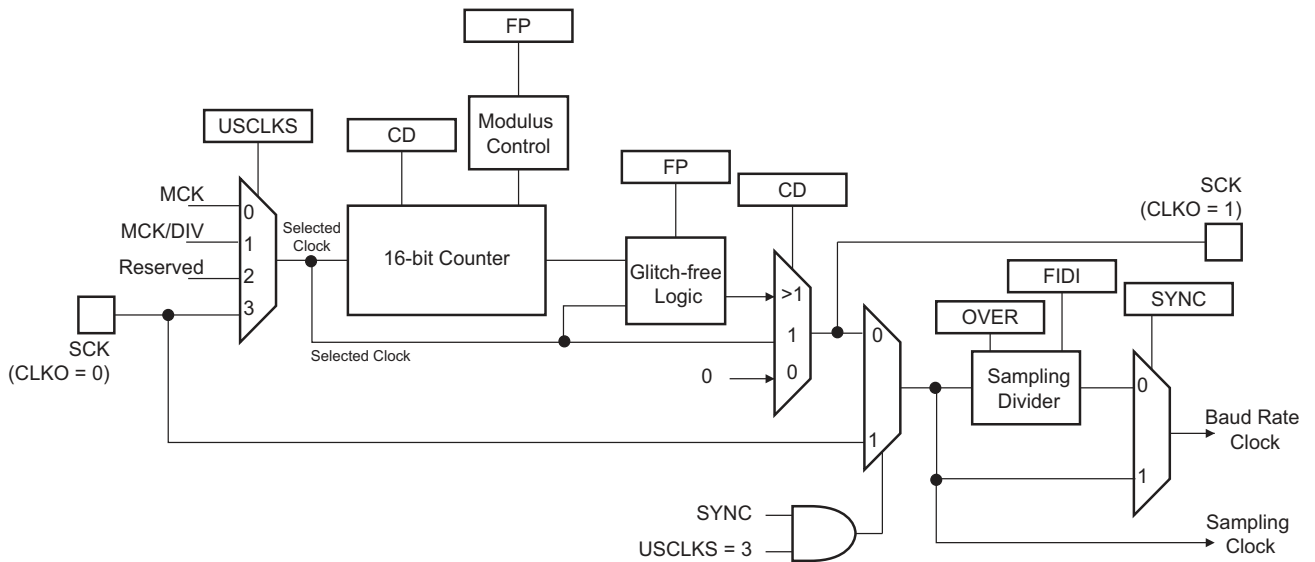 FP
USCLKS
CD
Modulus
Control
FP
CD
SCK
(CLKO = 1)
MCK
0
MCK/DIV
1
Reserved
2
3
Selected
Clock
16-bit Counter
Glitch-free
Logic
>1
1
0
0
FIDI
OVER
SYNC
SCK
(CLKO = 0)
Selected Clock
0
1
Sampling
Divider
0
1
Baud Rate
Clock
SYNC
USCLKS = 3
Sampling
Clock